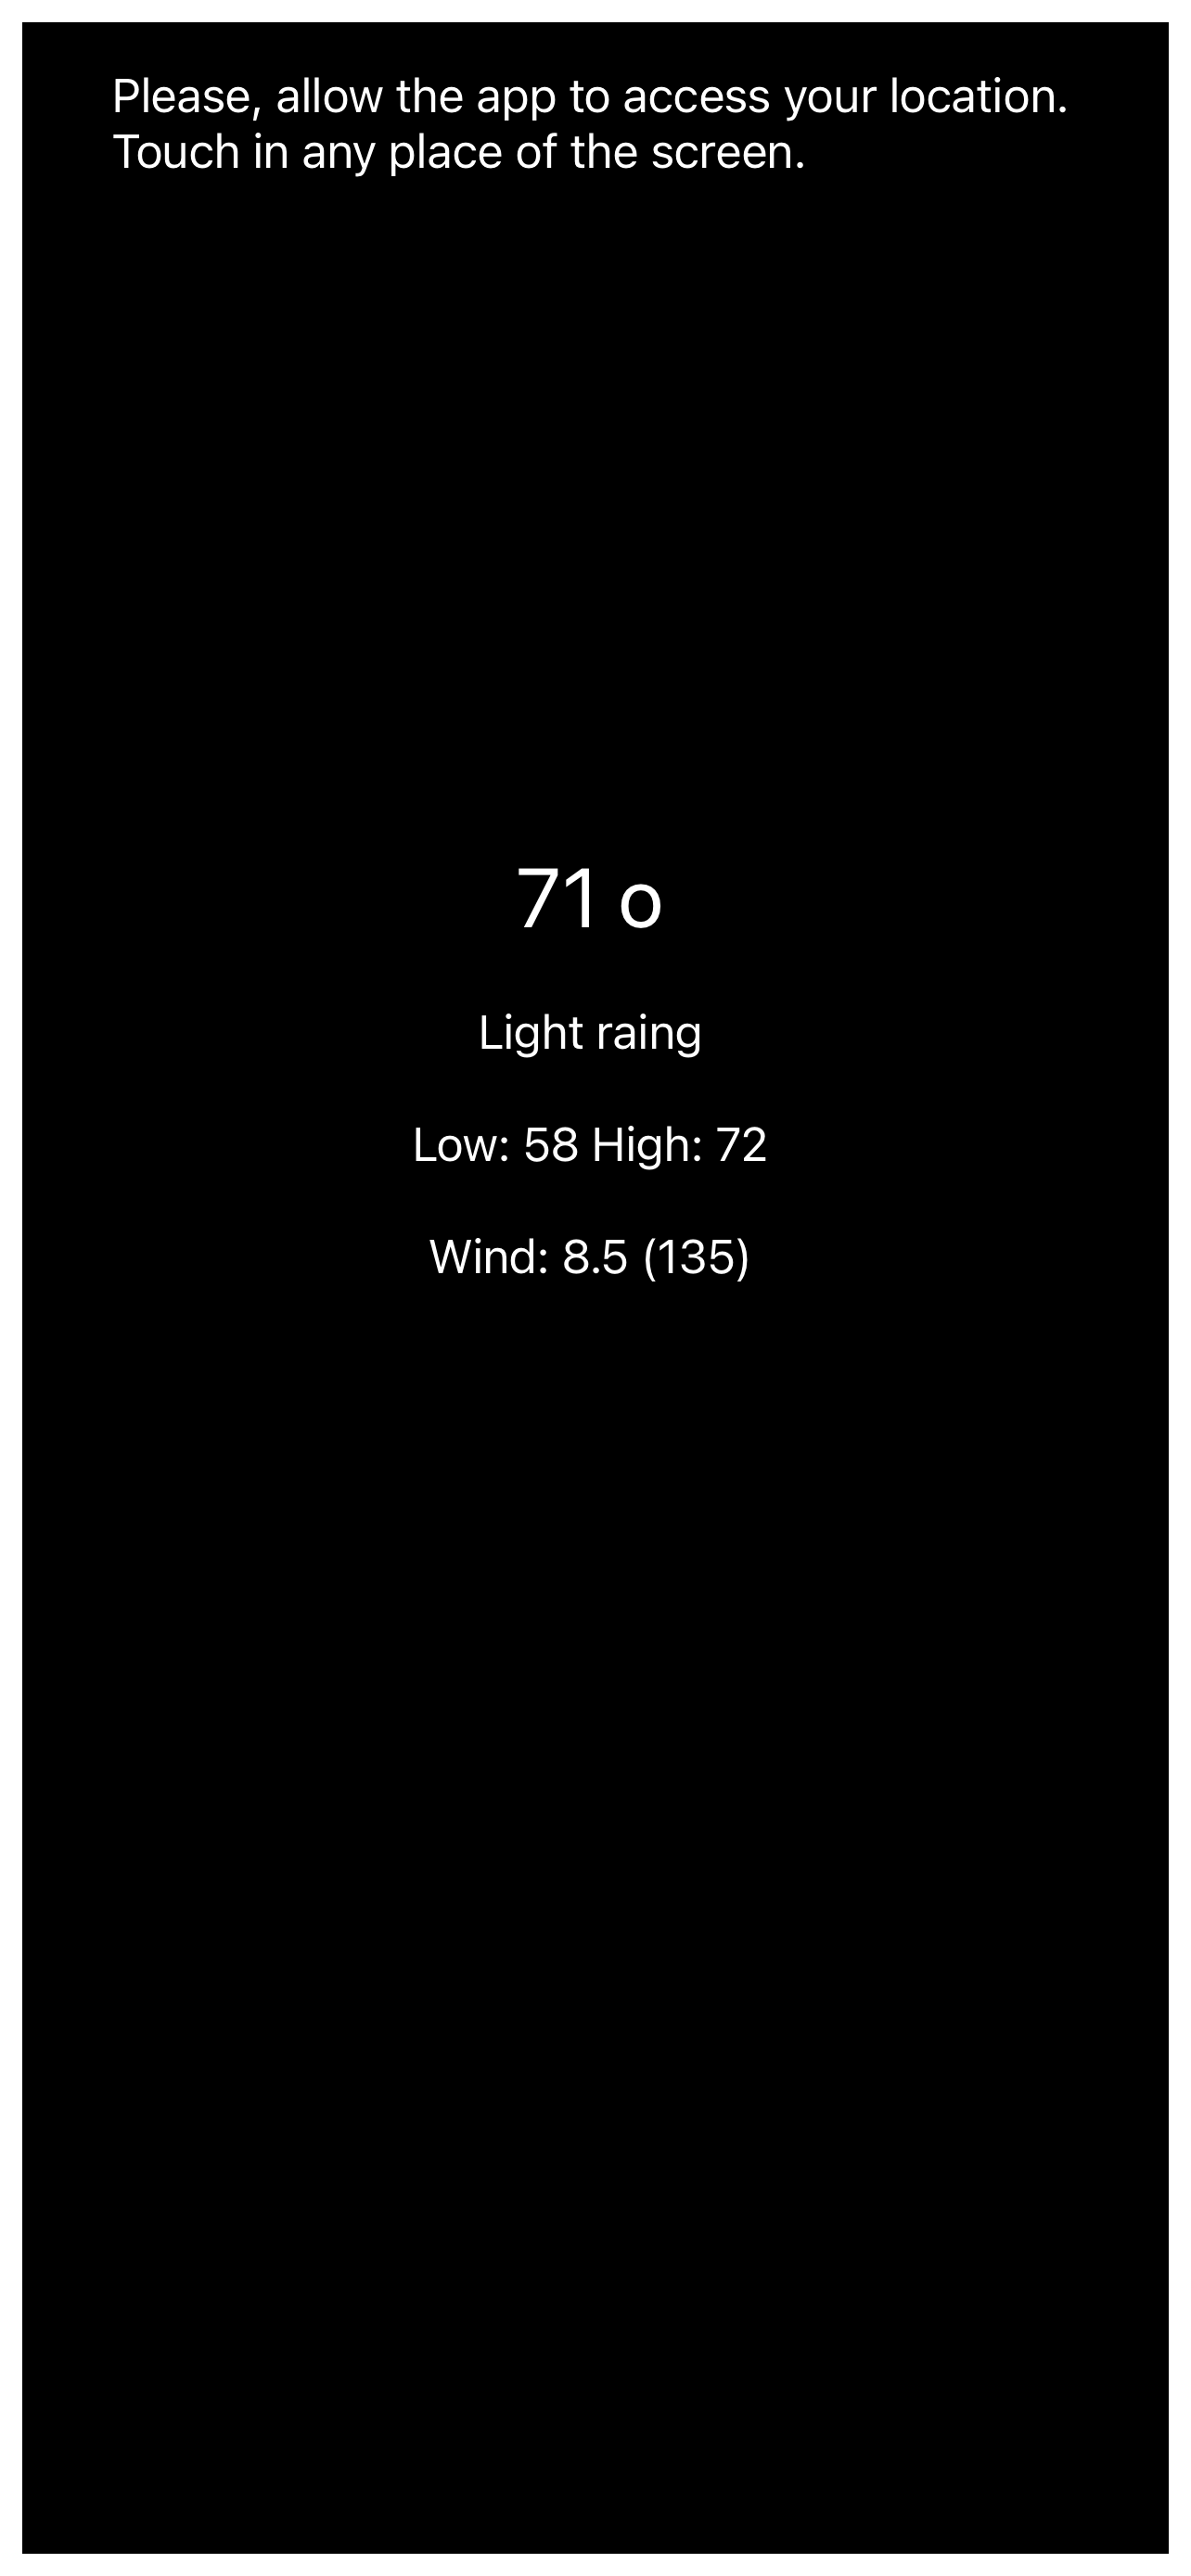 Please, allow the app to access your location.
Touch in any place of the screen.
71 o
Light raing
Low: 58 High: 72
Wind: 8.5 (135)